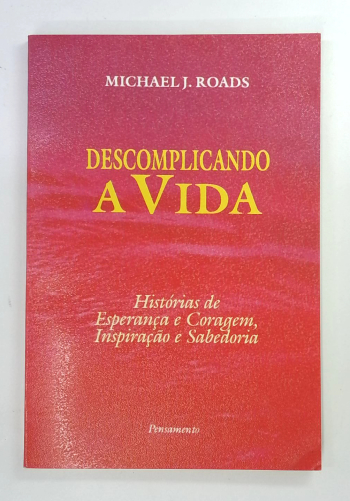 MICHAEL J. ROADS
DESCOMPLICANDO
A VIDA
Histórias de
Esperança e Coragem,
Inspiração e Sabedoria
Pensamento